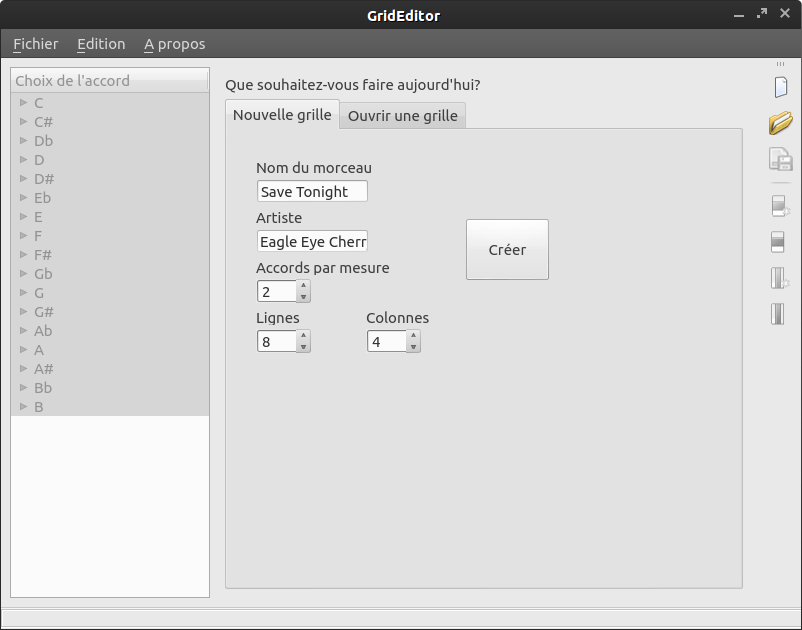 GridEditor
Fichier Edition A propos
Choix de l'accord
C
C#
Db
D
D#
Eb
E
F
F#
Gb
G
G#
Ab
A
A#
Bb
B
Que souhaitez-vous faire aujourd'hui?
Nouvelle grille Ouvrir une grille
Nom du morceau
Save Tonight
Artiste
Eagle Eye Cherr
Créer
Accords par mesure
2
Lignes Colonnes
8 4